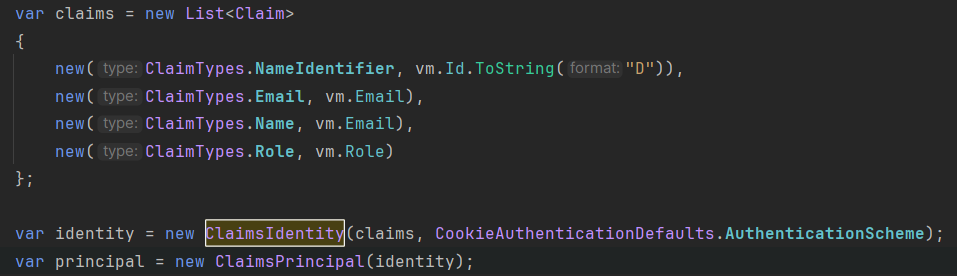 var claims = new List<Claim>
{
new( type: ClaimTypes.NameIdentifier, vm.Id.ToString( format: "D")),
new( type: ClaimTypes.Email, vm.Email),
new( type: ClaimTypes.Name, vm.Email),
new( type: ClaimTypes.Role, vm.Role)
};
var identity = new ClaimsIdentity(claims, CookieAuthenticationDefaults.AuthenticationScheme);
var principal = new ClaimsPrincipal(identity);